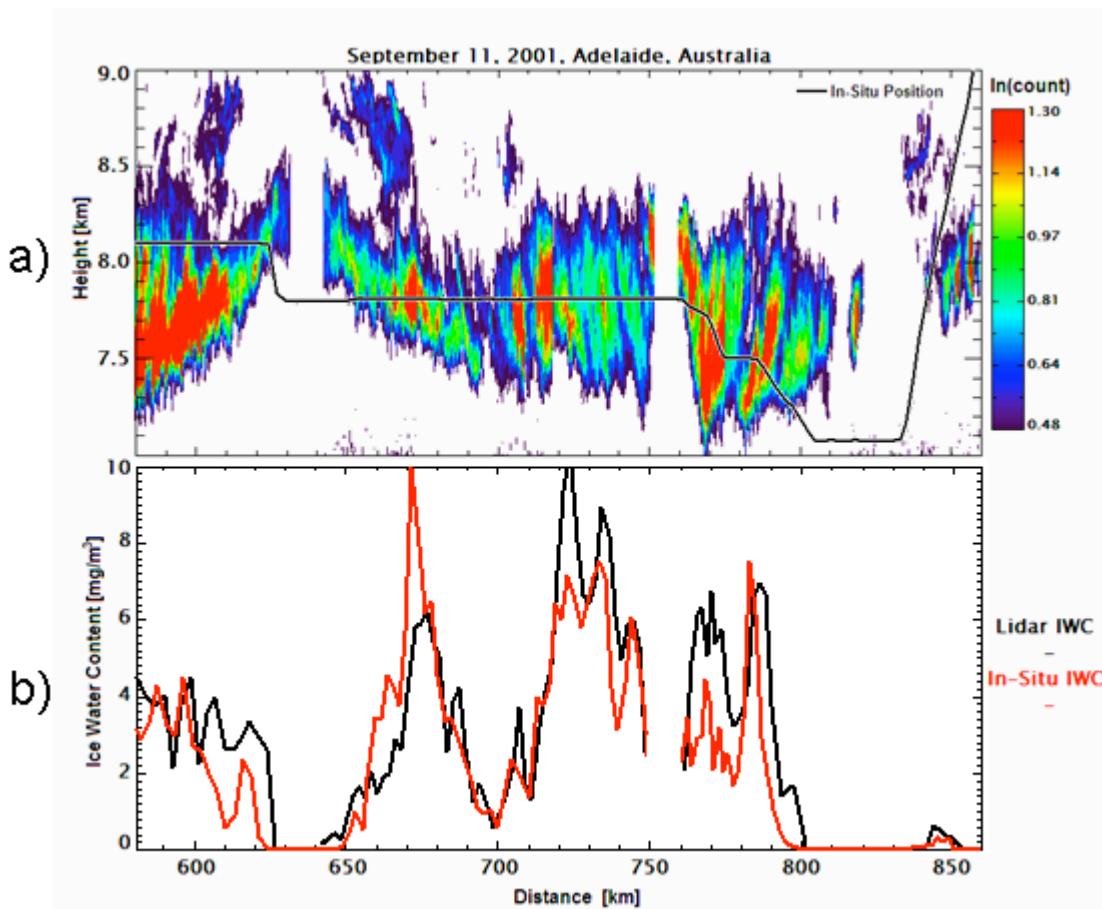 September 11, 2001, Adelaide, Australia
a)
Height [km]
9.0
8.5
8.0
7.5
In-Situ Position
ln(count)
1.30
1.14
0.97
0.81
0.64
0.48
b)
Ice Water Content [mg/m³]
10
8
6
4
2
0
Lidar IWC
In-Situ IWC
600 650 700 750 800 850
Distance [km]